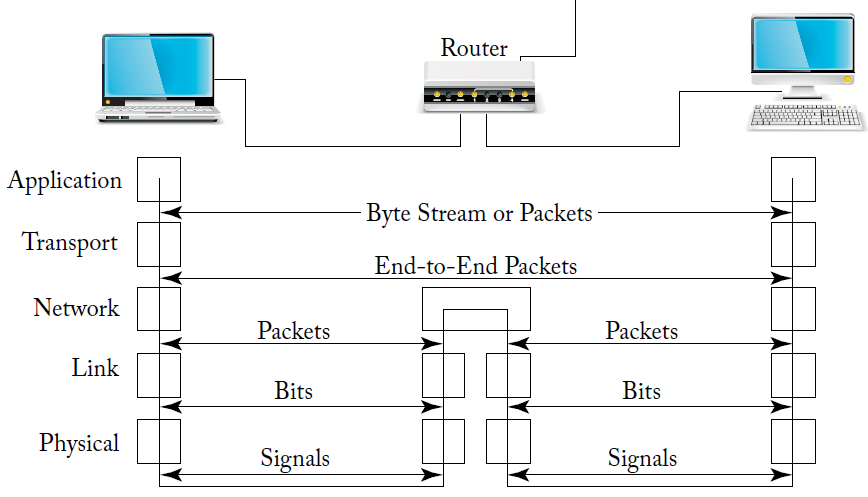 Router
Application
Byte Stream or Packets
Transport
End-to-End Packets
Network
Packets
Packets
Link
Bits
Bits
Physical
Signals
Signals